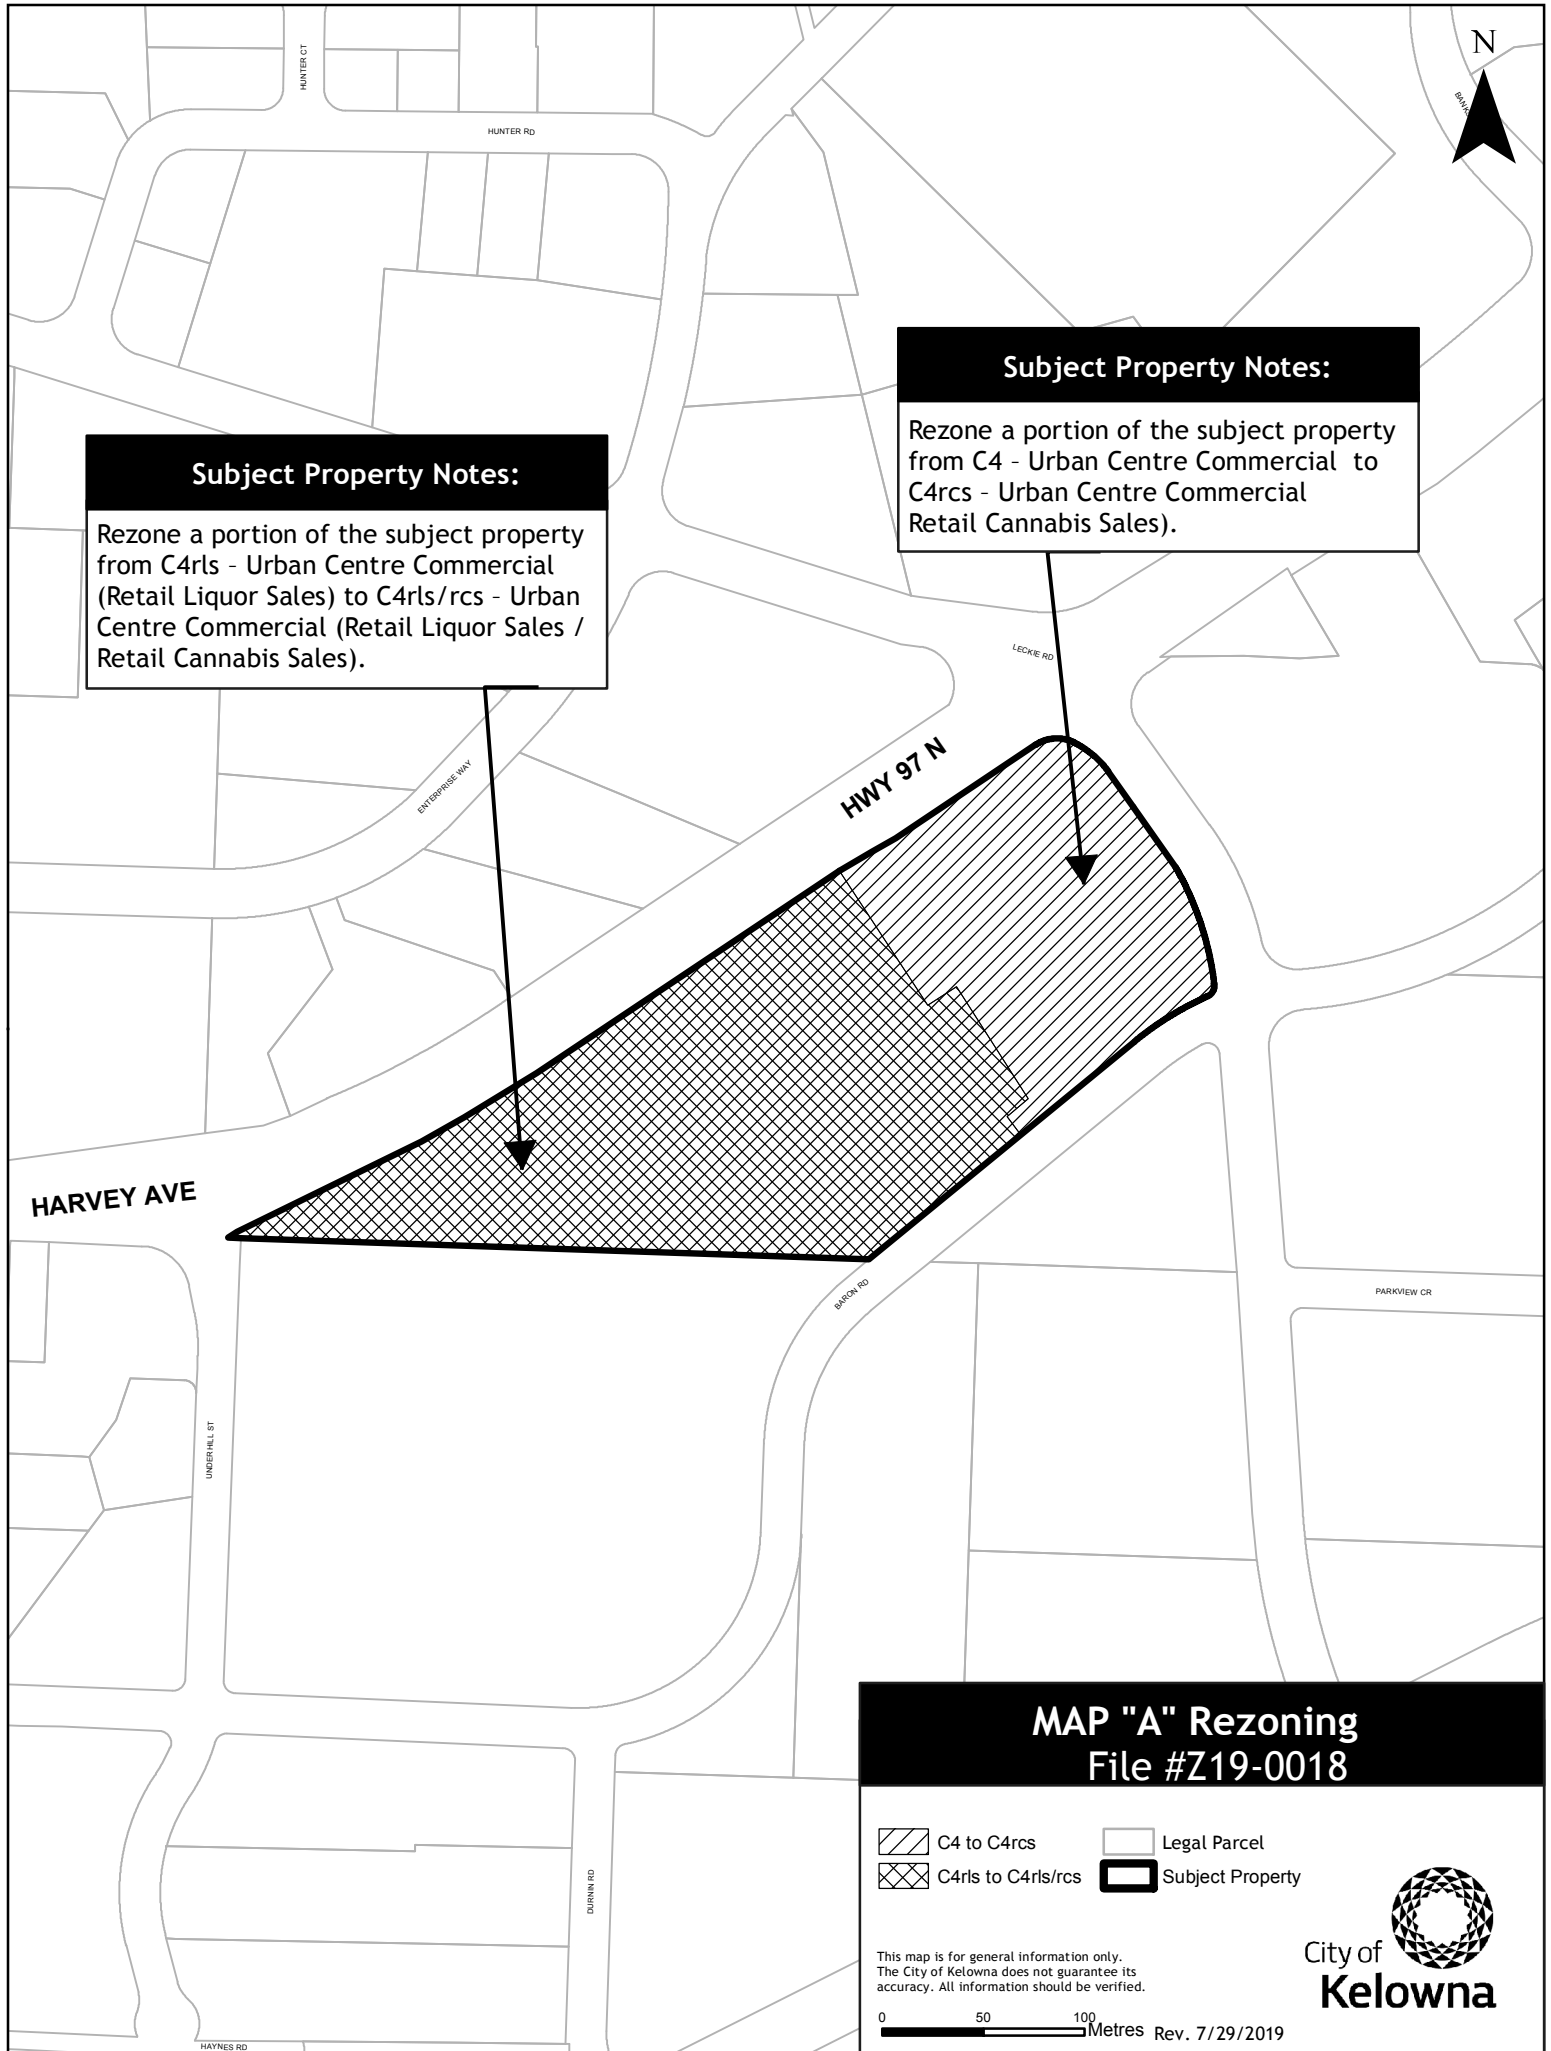 N
HUNTER CT
BANK
HUNTER RD
Subject Property Notes:
Rezone a portion of the subject property
from C4 - Urban Centre Commercial  to
C4rcs - Urban Centre Commercial
Retail Cannabis Sales).
Subject Property Notes:
Rezone a portion of the subject property
from C4rls - Urban Centre Commercial
(Retail Liquor Sales) to C4rls/rcs - Urban
Centre Commercial (Retail Liquor Sales /
Retail Cannabis Sales).
LECKIE RD
HWY 97 N
ENTERPRISE WAY
HARVEY AVE
BARON RD
PARKVIEW CR
UNDERHILL ST
DURNIN RD
HAYNES RD
MAP "A" Rezoning
File #Z19-0018
C4 to C4rcs
Legal Parcel
C4rls to C4rls/rcs
Subject Property
This map is for general information only.
The City of Kelowna does not guarantee its
accuracy. All information should be verified.
0 50 100
Metres
Rev. 7/29/2019
City of
Kelowna